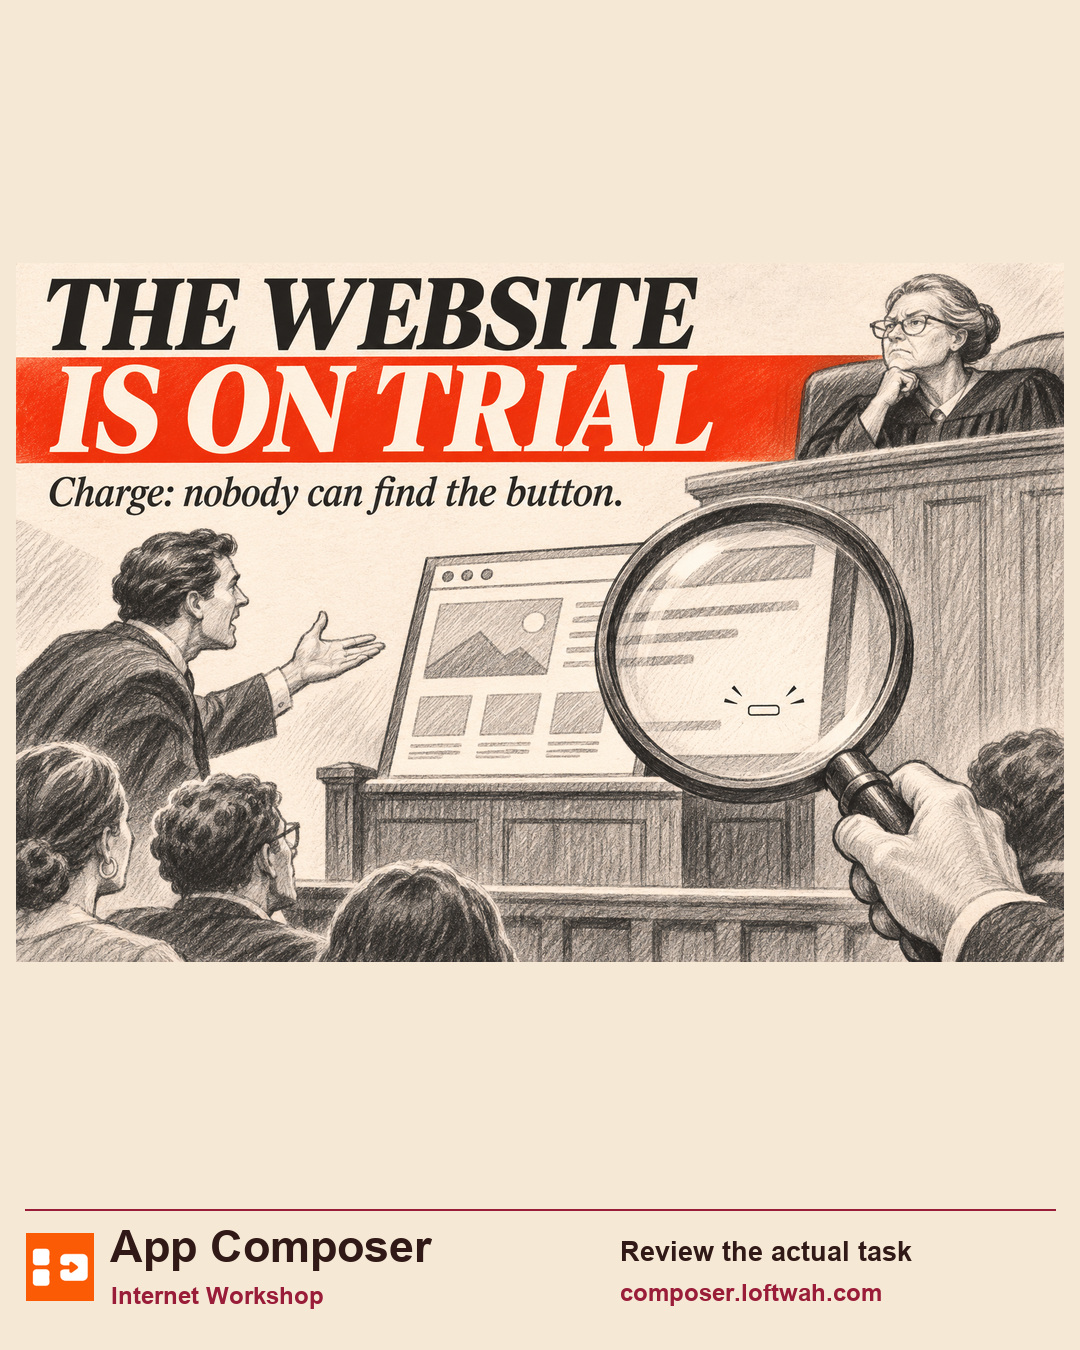 THE WEBSITE
IS ON TRIAL
Charge: nobody can find the button.
App Composer
Internet Workshop
Review the actual task
composer.loftwah.com